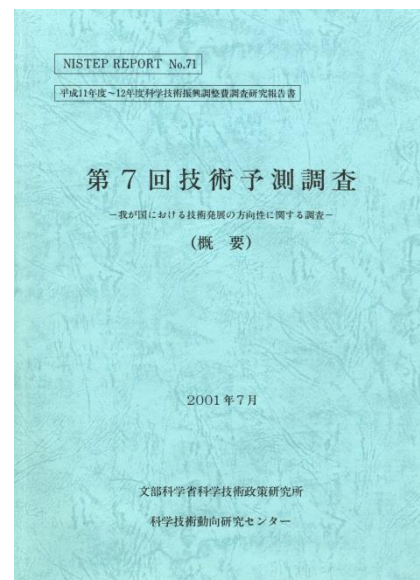 NISTEP REPORT No.71
平成11年度~12年度科学技術振興調整費調査研究報告書
第7回技術予測調査
−我が国における技術発展の方向性に関する調査−
(概 要)
2001年7月
文部科学省科学技術政策研究所
科学技術動向研究センター